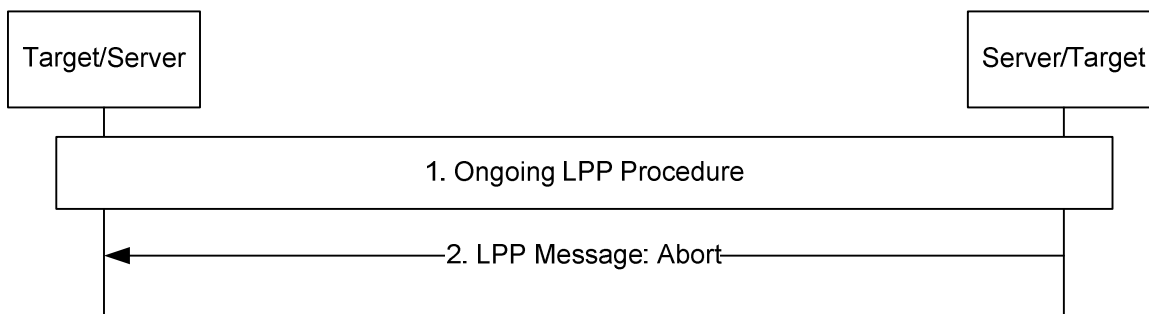 Target/Server
Server/Target
1. Ongoing LPP Procedure
2. LPP Message: Abort